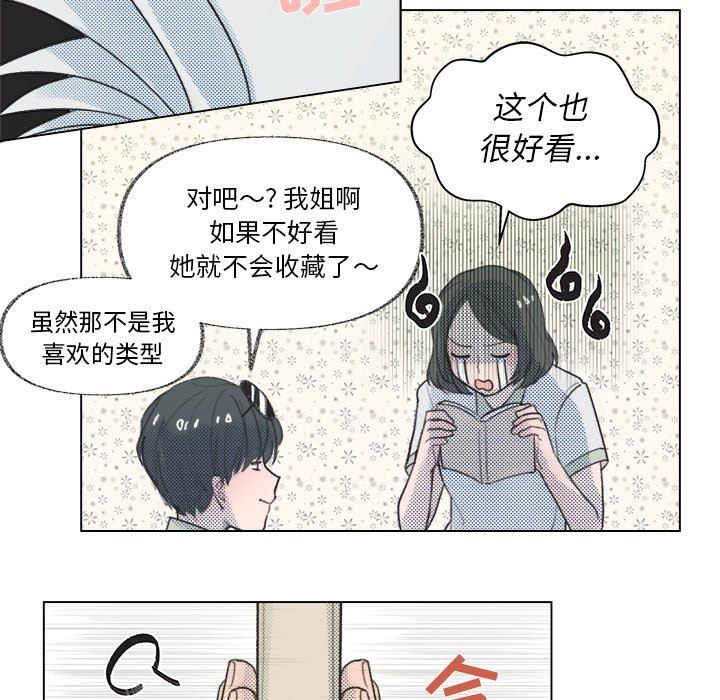 这个也
很好看...
对吧～? 我姐啊
如果不好看
她就不会收藏了～
虽然那不是我
喜欢的类型